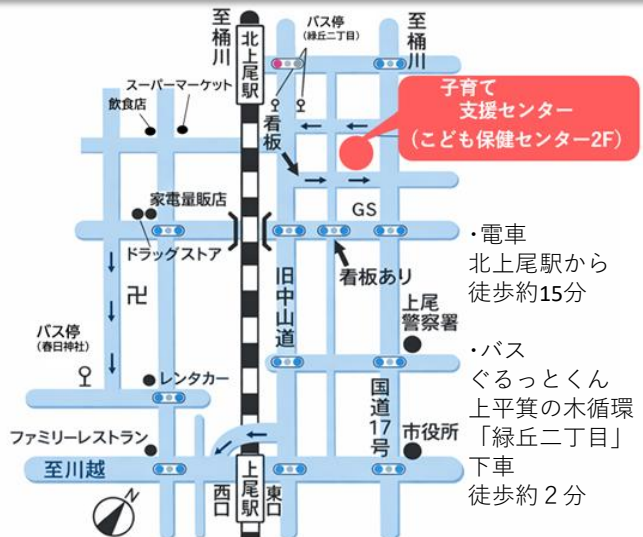 至桶川
北上尾駅
バス停
(緑丘二丁目)
至桶川
スーパーマーケット
飲食店
看板
子育て
支援センター
(こども保健センター2F)
家電量販店
ドラッグストア
GS
看板あり
旧中山道
・電車
北上尾駅から
徒歩約15分
卍
バス停
(春日神社)
上尾
警察署
レンタカー
国道17号
・バス
ぐるっとくん
上平箕の木循環
「緑丘二丁目」
下車
徒歩約２分
ファミリーレストラン
市役所
至川越
西口
上尾駅
東口
N